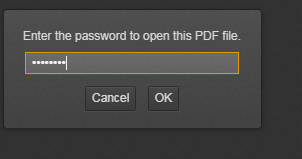 Enter the password to open this PDF file.
••••••••
Cancel OK